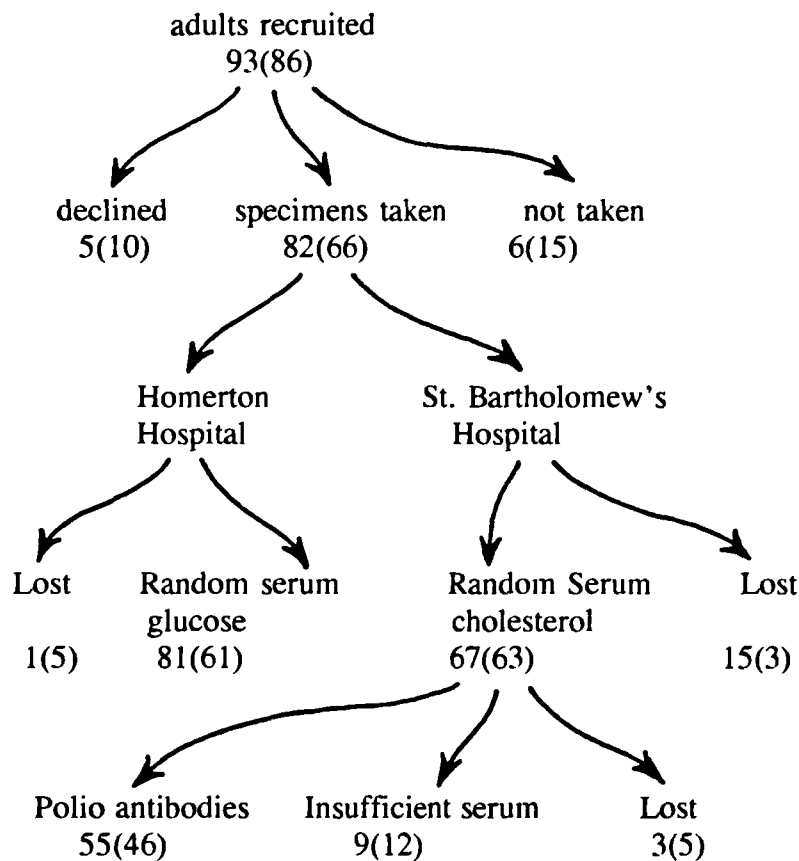 adults recruited
93(86)
declined specimens taken not taken
5(10) 82(66) 6(15)
Homerton St. Bartholomew's
Hospital Hospital
Lost Random serum Random Serum Lost
glucose cholesterol
1(5) 81(61) 67(63) 15(3)
Polio antibodies Insufficient serum Lost
55(46) 9(12) 3(5)